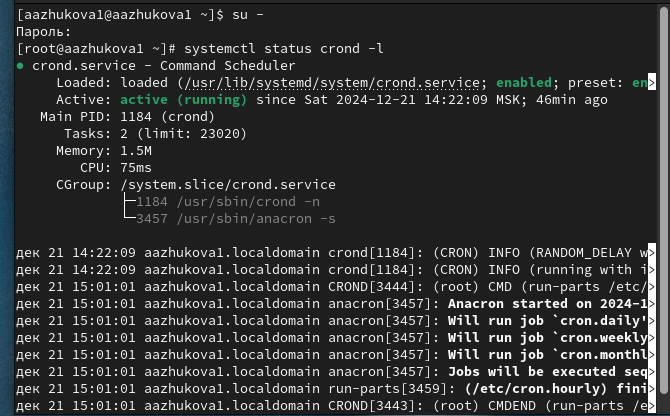 [aazhukova1@aazhukova1 ~]$ su -
Пароль:
[root@aazhukova1 ~]# systemctl status crond -l
● crond.service - Command Scheduler
Loaded: loaded (/usr/lib/systemd/system/crond.service; enabled; preset: en>
Active: active (running) since Sat 2024-12-21 14:22:09 MSK; 46min ago
Main PID: 1184 (crond)
Tasks: 2 (limit: 23020)
Memory: 1.5M
CPU: 75ms
CGroup: /system.slice/crond.service
├─1184 /usr/sbin/crond -n
└─3457 /usr/sbin/anacron -s
дек 21 14:22:09 aazhukova1.localdomain crond[1184]: (CRON) INFO (RANDOM_DELAY w>
дек 21 14:22:09 aazhukova1.localdomain crond[1184]: (CRON) INFO (running with i>
дек 21 15:01:01 aazhukova1.localdomain CROND[3444]: (root) CMD (run-parts /etc/>
дек 21 15:01:01 aazhukova1.localdomain anacron[3457]: Anacron started on 2024-1>
дек 21 15:01:01 aazhukova1.localdomain anacron[3457]: Will run job `cron.daily'>
дек 21 15:01:01 aazhukova1.localdomain anacron[3457]: Will run job `cron.weekly>
дек 21 15:01:01 aazhukova1.localdomain anacron[3457]: Will run job `cron.monthl>
дек 21 15:01:01 aazhukova1.localdomain anacron[3457]: Jobs will be executed seq>
дек 21 15:01:01 aazhukova1.localdomain run-parts[3459]: (/etc/cron.hourly) fini>
дек 21 15:01:01 aazhukova1.localdomain CROND[3443]: (root) CMDEND (run-parts /e>